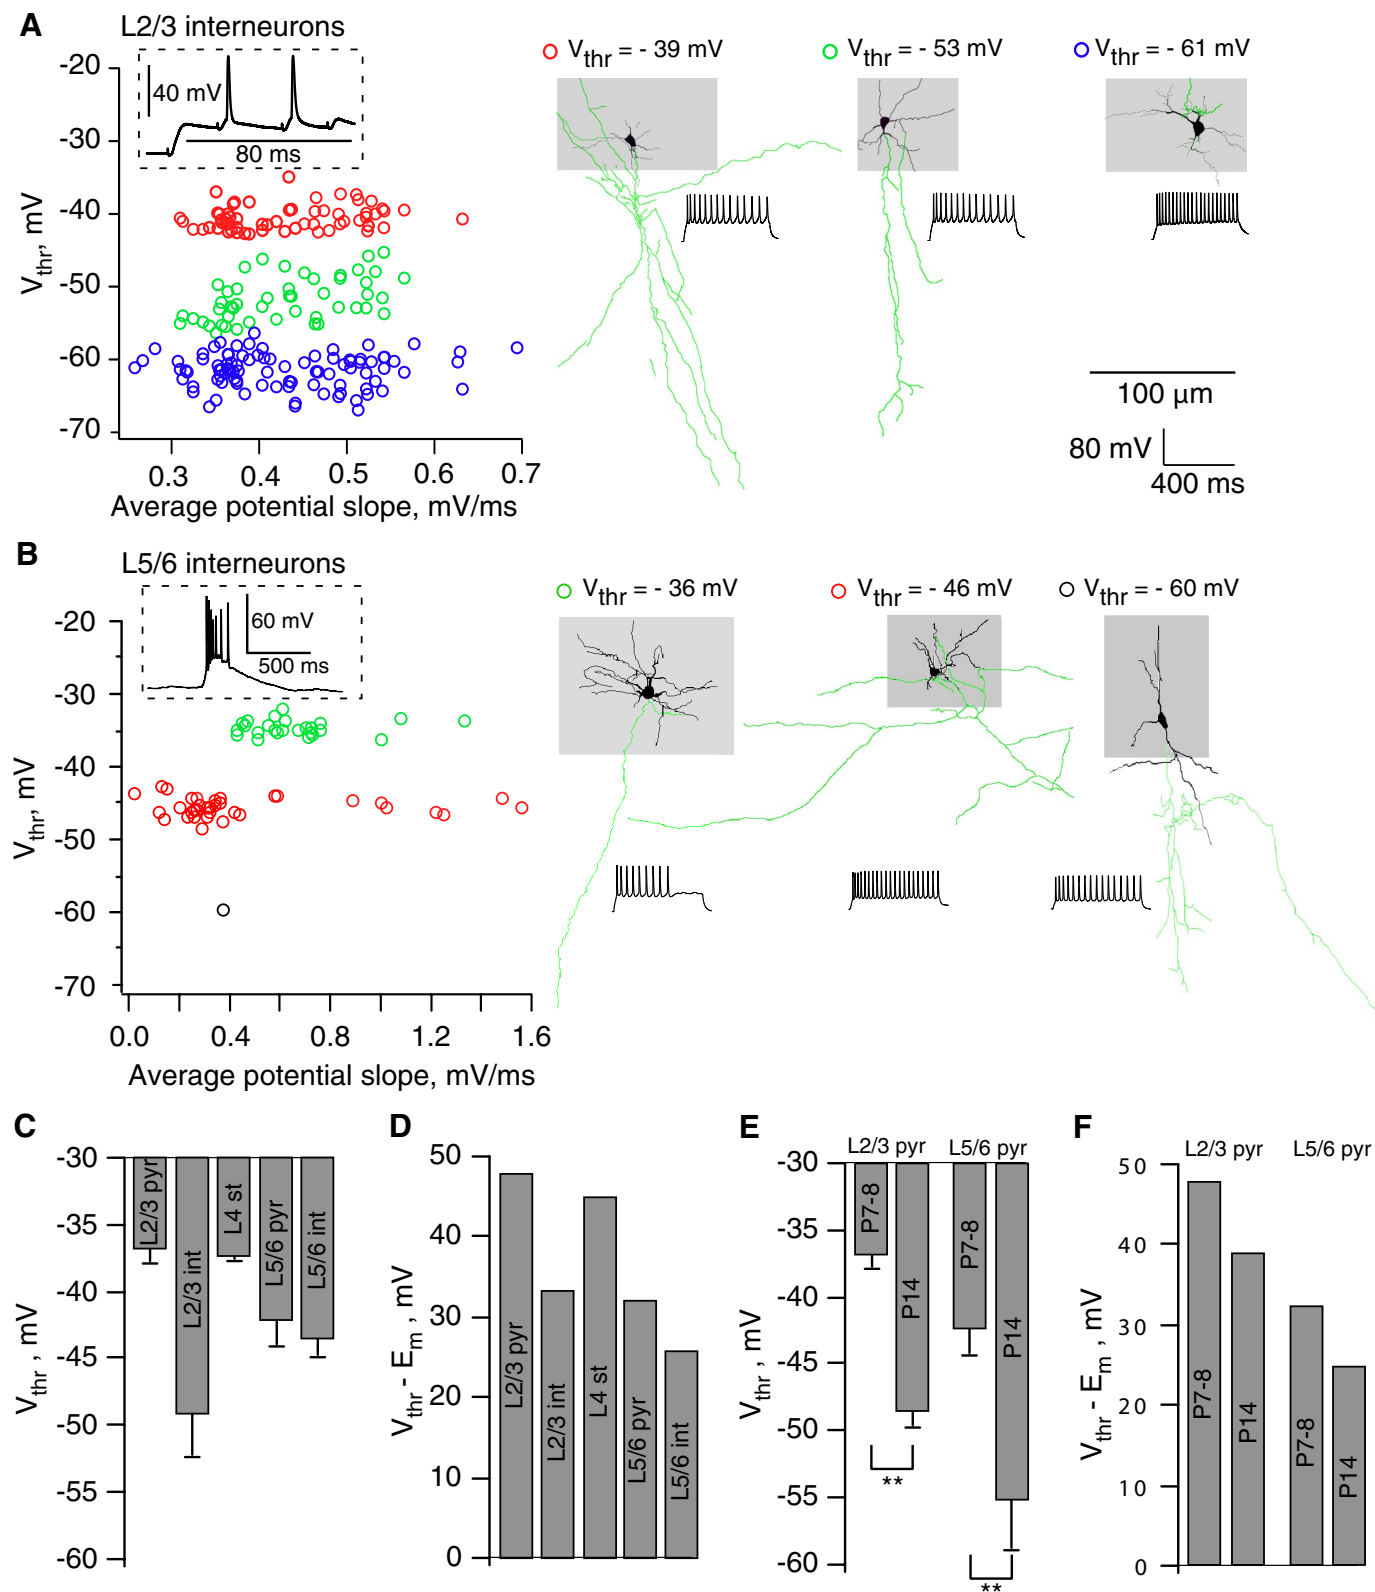 A
L2/3 interneurons
40 mV
80 ms
-20
-30
-40
-50
-60
-70
Vthr, mV
0.3 0.4 0.5 0.6 0.7
Average potential slope, mV/ms
Vthr = - 39 mV
Vthr = - 53 mV
Vthr = - 61 mV
100 µm
80 mV
400 ms
B
L5/6 interneurons
60 mV
500 ms
-20
-30
-40
-50
-60
-70
Vthr, mV
0.0 0.4 0.8 1.2 1.6
Average potential slope, mV/ms
Vthr = - 36 mV
Vthr = - 46 mV
Vthr = - 60 mV
C
-30
-35
-40
-45
-50
-55
-60
Vthr , mV
L2/3 pyr
L2/3 int
L4 st
L5/6 pyr
L5/6 int
D
50
40
30
20
10
0
Vthr - Em , mV
L2/3 pyr
L2/3 int
L4 st
L5/6 pyr
L5/6 int
E
L2/3 pyr L5/6 pyr
-30
-35
-40
-45
-50
-55
-60
Vthr , mV
P7-8
P14
P7-8
P14
**
**
F
L2/3 pyr L5/6 pyr
50
40
30
20
10
0
Vthr - Em , mV
P7-8
P14
P7-8
P14